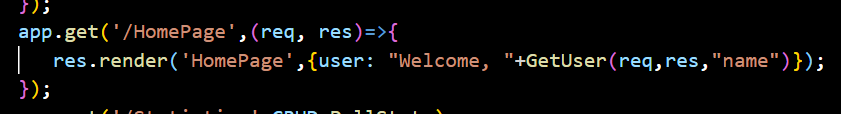 });
app.get('/HomePage',(req, res)=>{
res.render('HomePage',{user: "Welcome, "+GetUser(req,res,"name")});
});